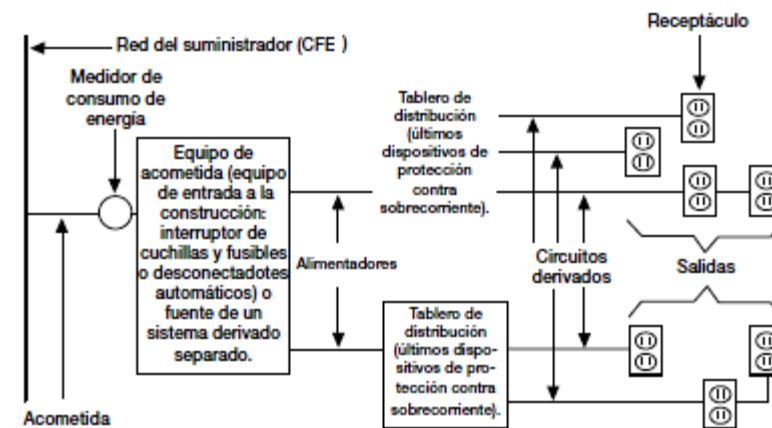 Receptáculo
Red del suministrador (CFE )
Medidor de
consumo de
energía
Tablero de
distribución
(últimos
dispositivos de
protección
contra
sobrecorriente).
Equipo de
acometida (equipo
de entrada a la
construcción:
interruptor de
cuchillas y fusibles
o desconectadotes
automáticos) o
fuente de un
sistema derivado
separado.
Alimentadores
Circuitos
derivados
Salidas
Tablero de
distribución
(últimos dispo-
sitivos de pro-
tección contra
sobrecorriente).
Acometida